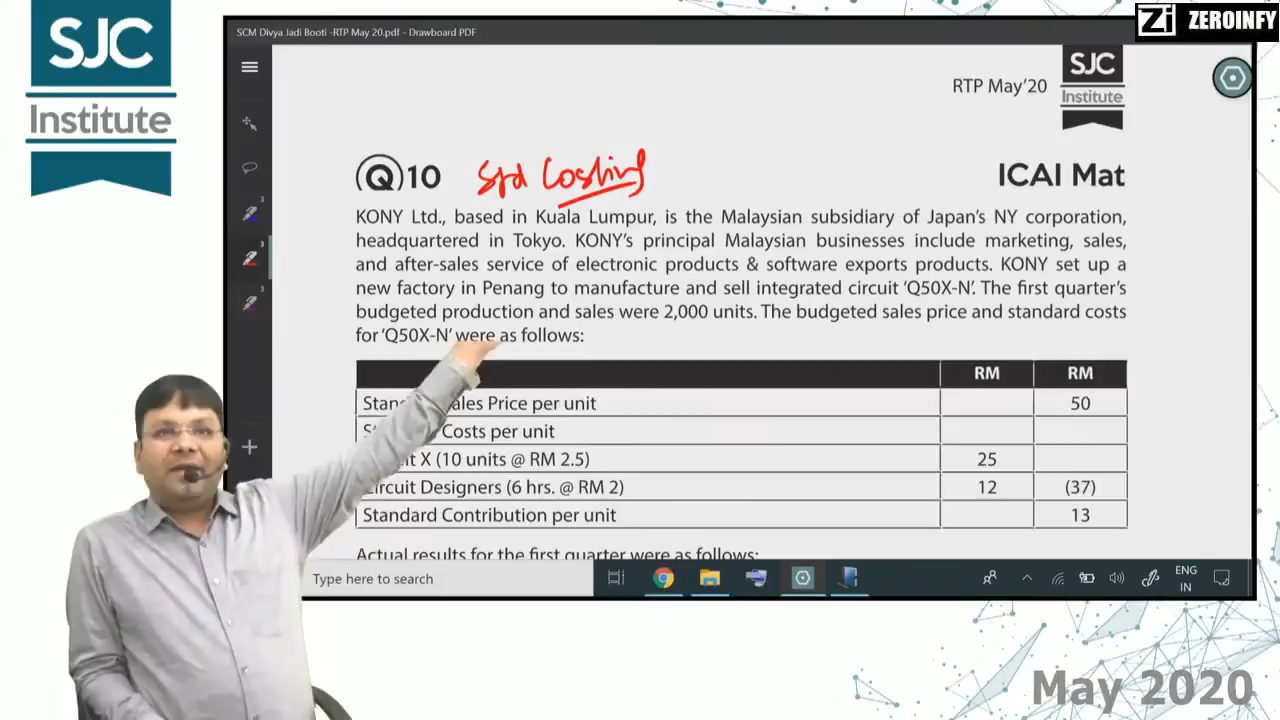 SJC
Institute
ZEROINFY
SCM Divya Jadi Booti -RTP May 20.pdf - Drawboard PDF
RTP May'20
SJC
Institute
Q 10 Std Costing
ICAI Mat
KONY Ltd., based in Kuala Lumpur, is the Malaysian subsidiary of Japan's NY corporation,
headquartered in Tokyo. KONY's principal Malaysian businesses include marketing, sales,
and after-sales service of electronic products & software exports products. KONY set up a
new factory in Penang to manufacture and sell integrated circuit 'Q50X-N'. The first quarter's
budgeted production and sales were 2,000 units. The budgeted sales price and standard costs
for 'Q50X-N' were as follows:
RM RM
ales Price per unit 50
Costs per unit
X (10 units @ RM 2.5) 25
Circuit Designers (6 hrs. @ RM 2) 12 (37)
Standard Contribution per unit 13
Actual results for the first quarter were as follows:
Type here to search
ENG
IN
May 2020